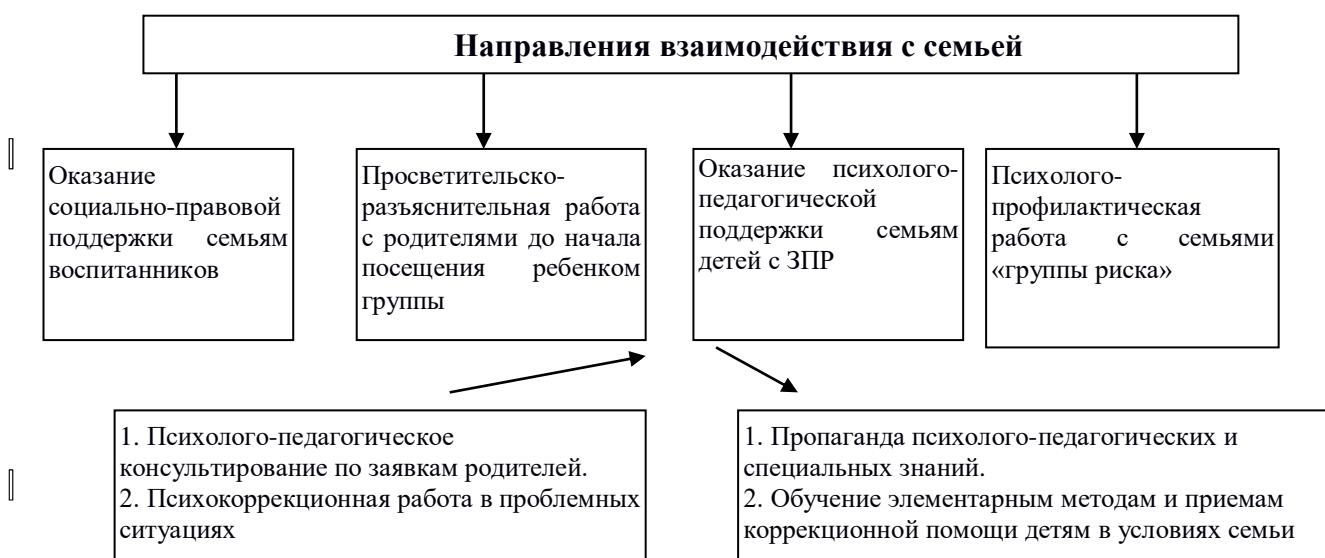 Направления взаимодействия с семьей
Оказание
социально-правовой
поддержки семьям
воспитанников
Просветительско-
разъяснительная работа
с родителями до начала
посещения ребенком
группы
Оказание психолого-
педагогической
поддержки семьям
детей с ЗПР
Психолого-
профилактическая
работа с семьями
«группы риска»
1. Психолого-педагогическое
консультирование по заявкам родителей.
2. Психокоррекционная работа в проблемных
ситуациях
1. Пропаганда психолого-педагогических и
специальных знаний.
2. Обучение элементарным методам и приемам
коррекционной помощи детям в условиях семьи